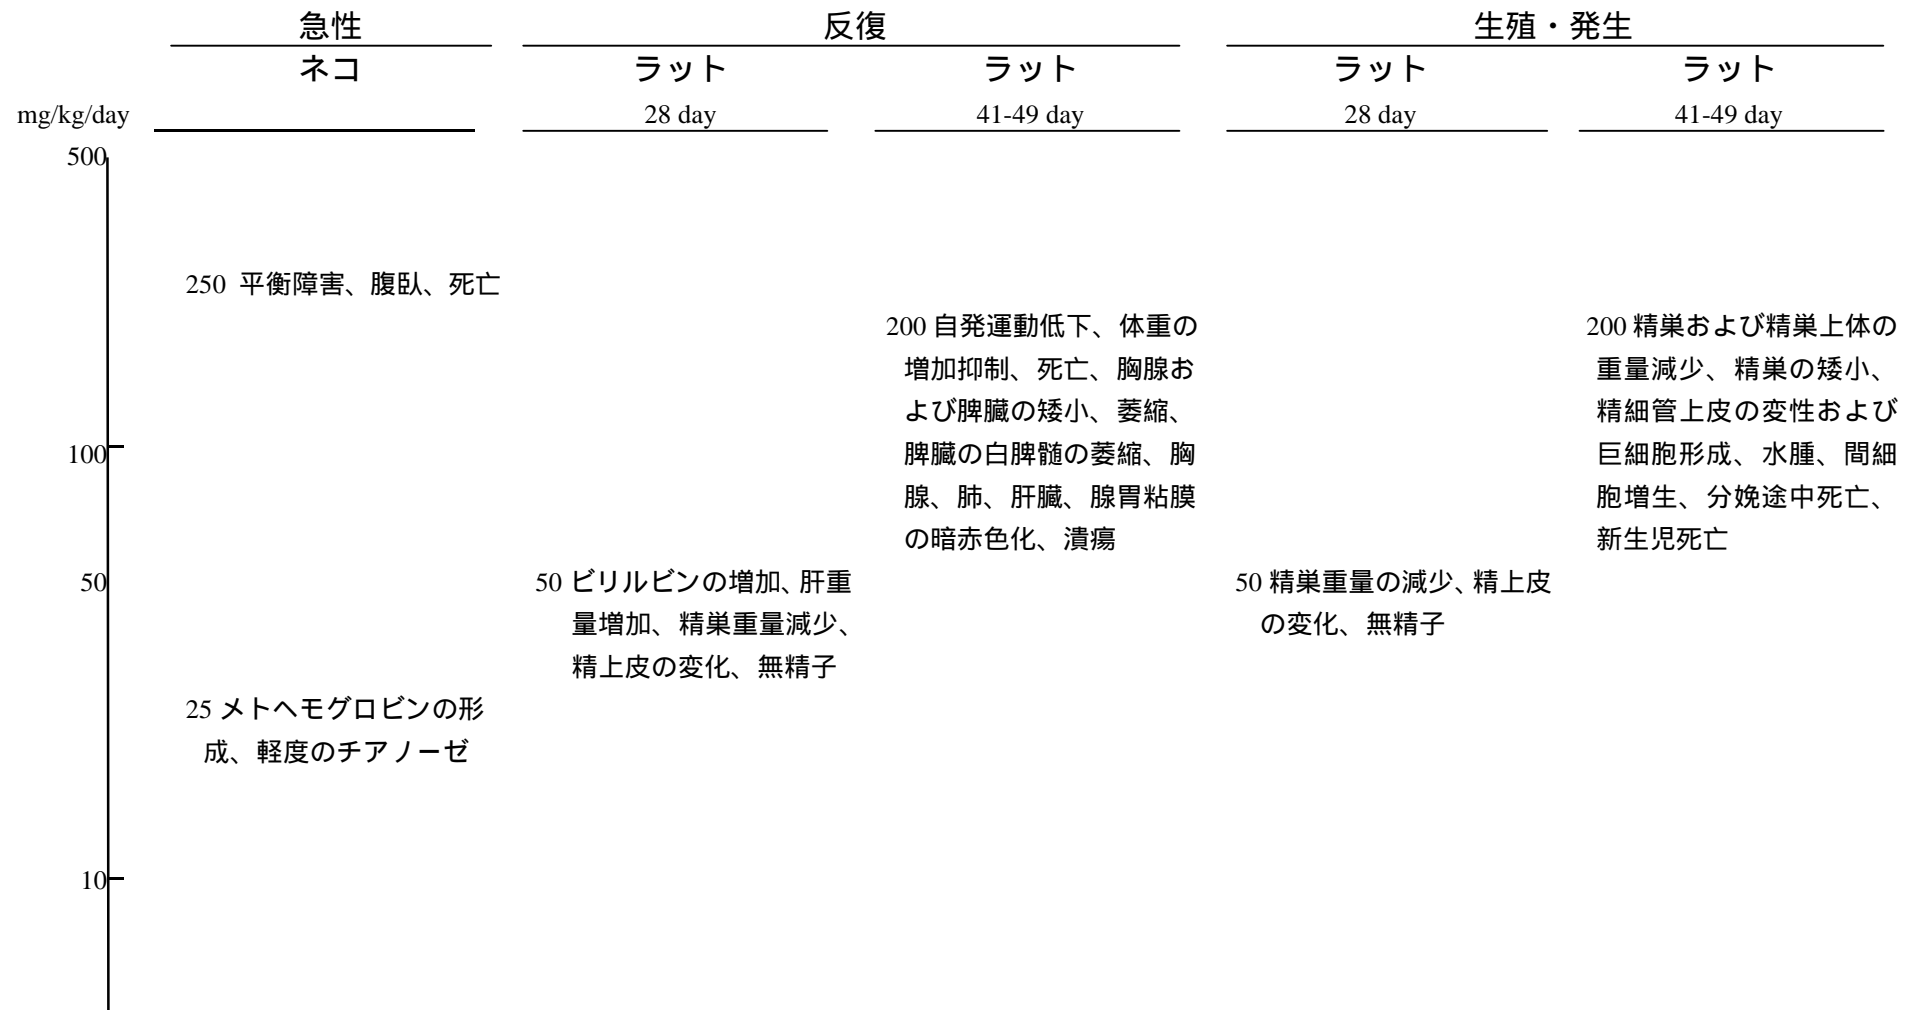 急性 反復 生殖・発生
ネコ ラット ラット ラット ラット
mg/kg/day 28 day 41-49 day 28 day 41-49 day
500
250 平衡障害、腹臥、死亡
200 自発運動低下、体重の
増加抑制、死亡、胸腺お
よび脾臓の矮小、萎縮、
脾臓の白脾髄の萎縮、胸
腺、肺、肝臓、腺胃粘膜
の暗赤色化、潰瘍
200 精巣および精巣上体の
重量減少、精巣の矮小、
精細管上皮の変性および
巨細胞形成、水腫、間細
胞増生、分娩途中死亡、
新生児死亡
100
50
50 ビリルビンの増加、肝重
量増加、精巣重量減少、
精上皮の変化、無精子
50 精巣重量の減少、精上皮
の変化、無精子
25 メトヘモグロビンの形
成、軽度のチアノーゼ
10